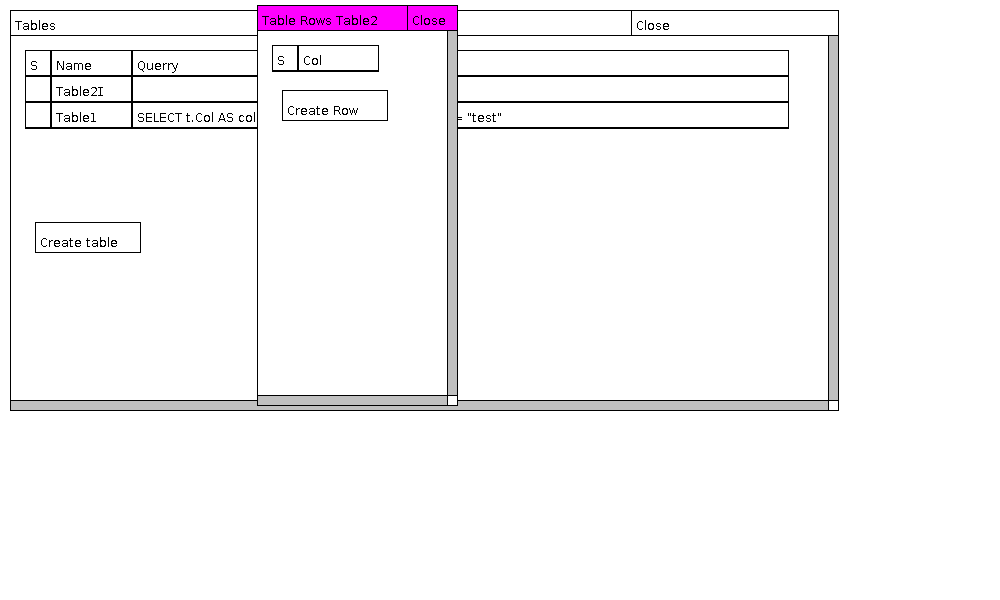 Tables
Close
S Name Querry
Table2I
Table1 SELECT t.Col AS col = "test"
Create table
Table Rows Table2 Close
S Col
Create Row